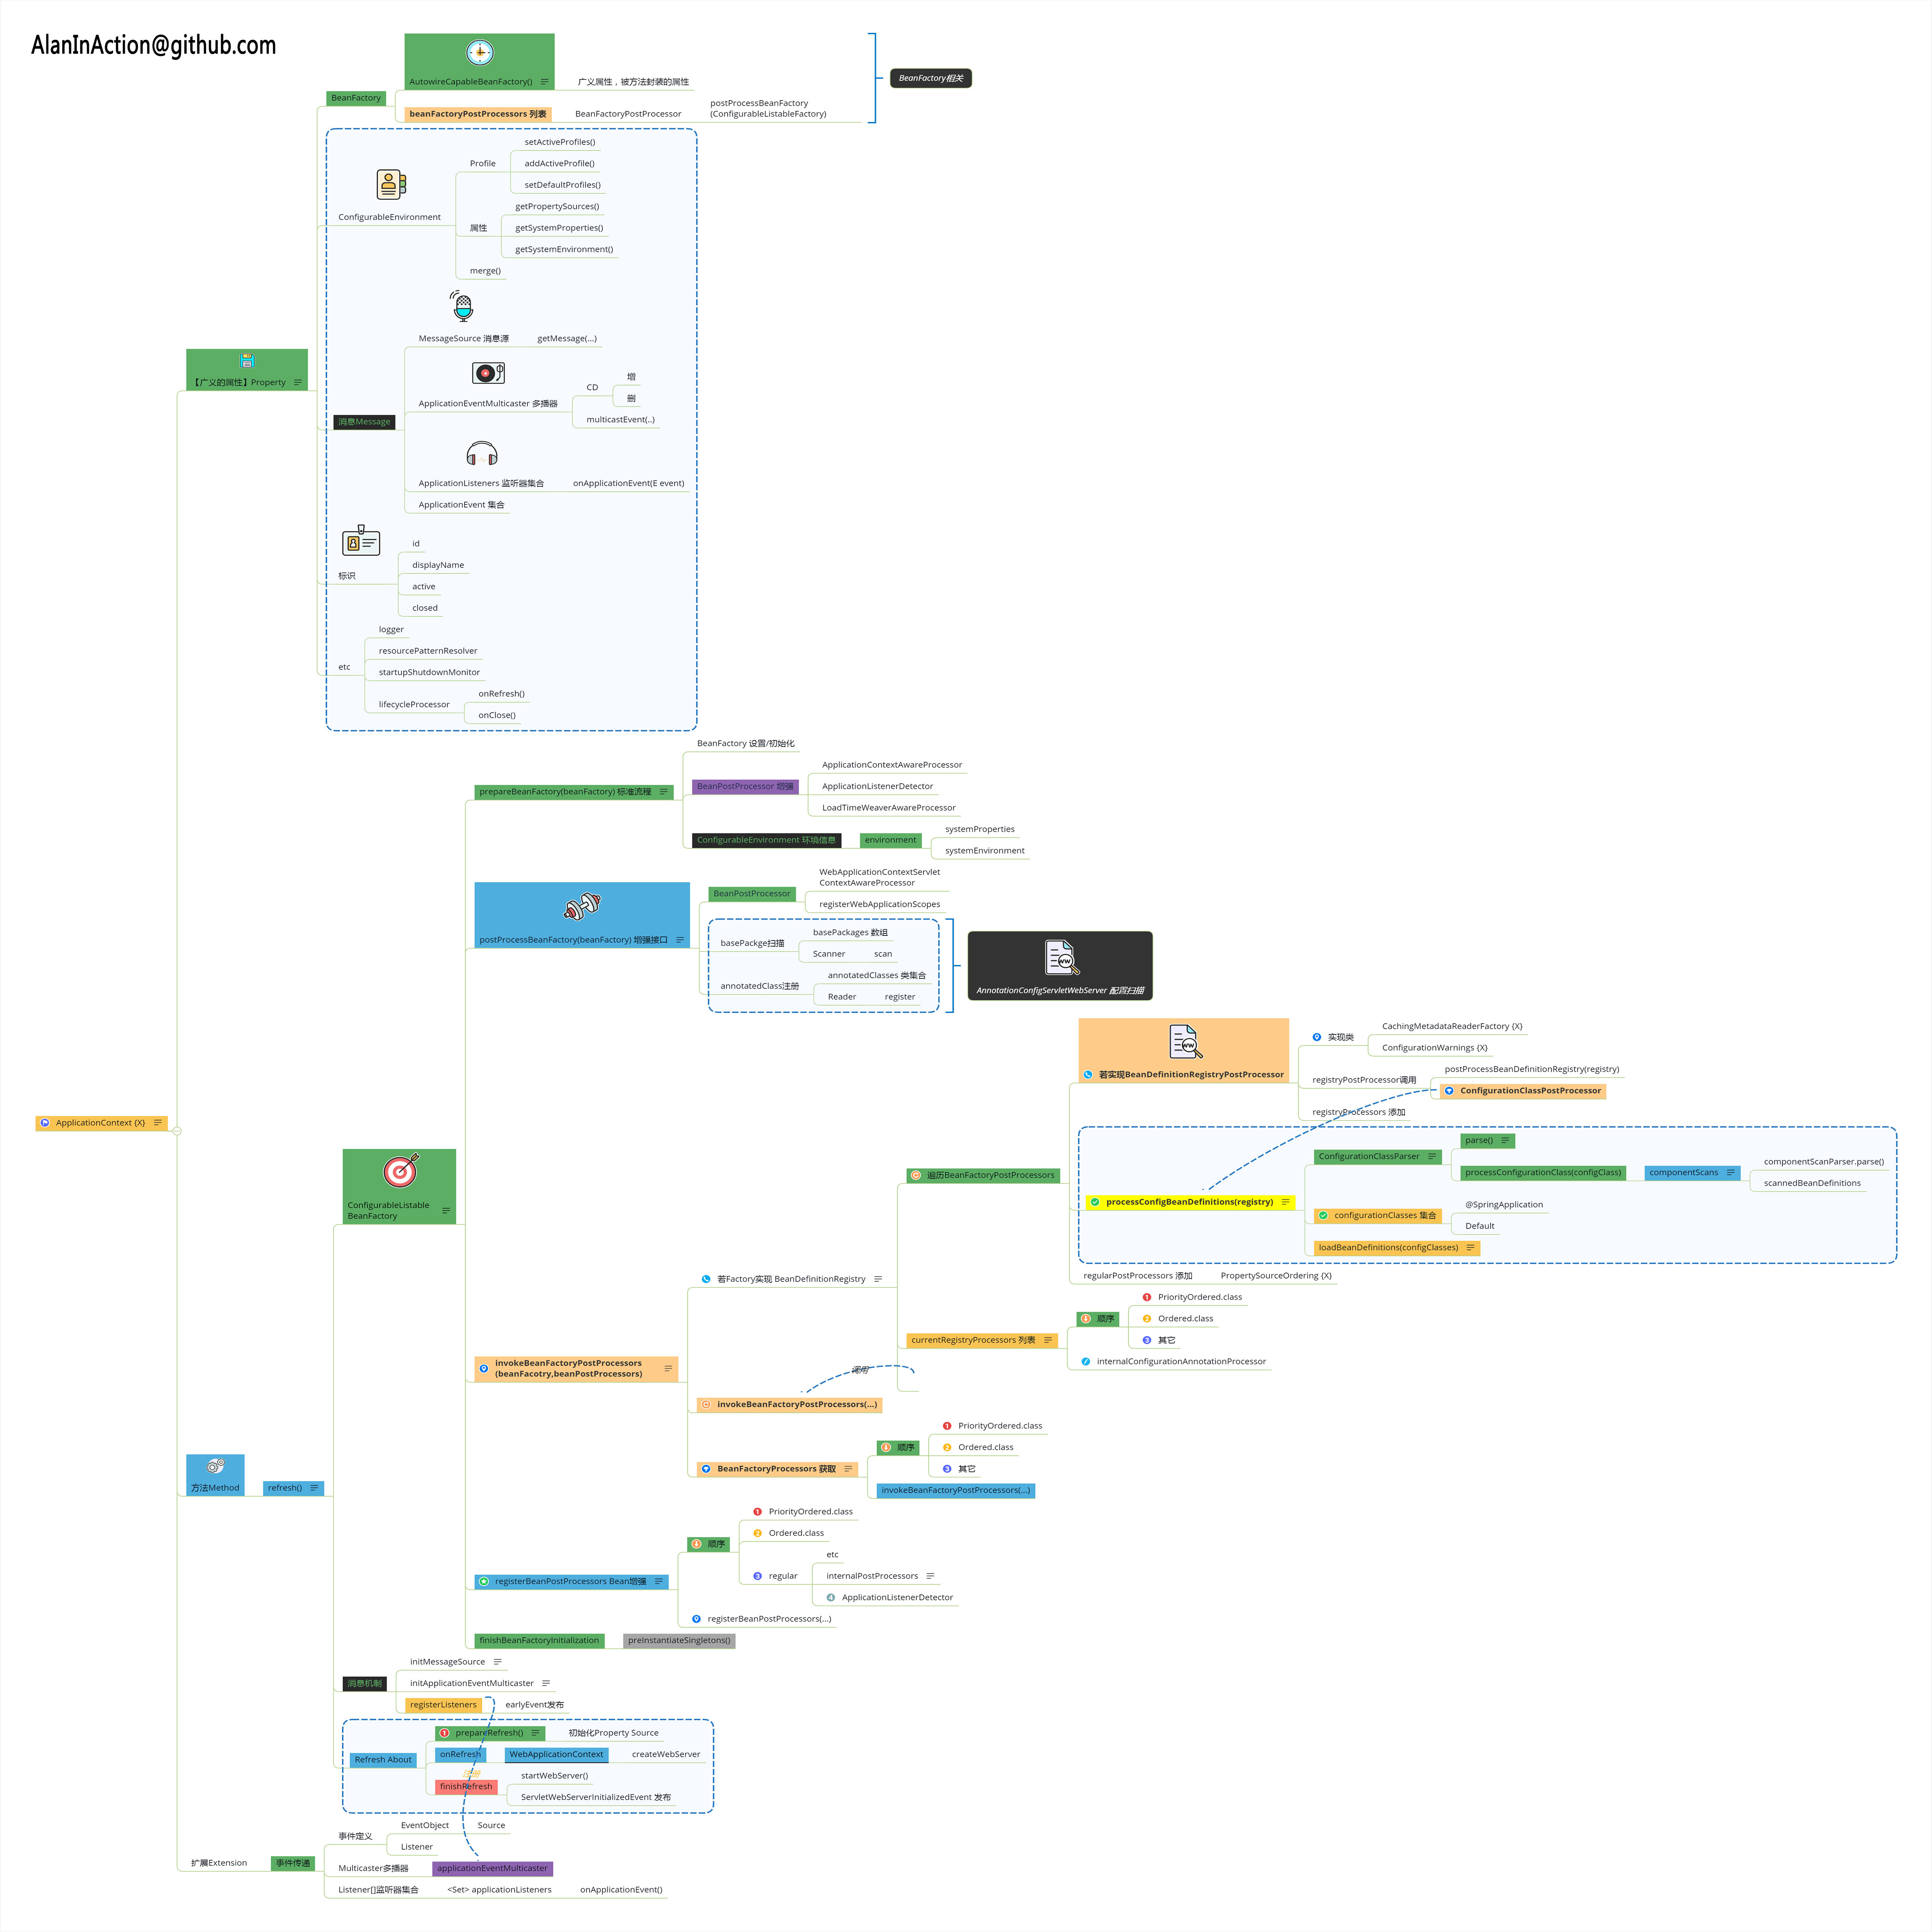 AlanInAction@github.com
AutowireCapableBeanFactory()
广义属性，被方法封装的属性
BeanFactory相关
BeanFactory
beanFactoryPostProcessors 列表
BeanFactoryPostProcessor
postProcessBeanFactory
(ConfigurableListableFactory)
setActiveProfiles()
Profile
addActiveProfile()
setDefaultProfiles()
ConfigurableEnvironment
getPropertySources()
属性
getSystemProperties()
getSystemEnvironment()
merge()
MessageSource 消息源
getMessage(...)
【广义的属性】Property
增
CD
删
ApplicationEventMulticaster 多播器
multicastEvent(..)
消息Message
ApplicationListeners 监听器集合
onApplicationEvent(E event)
ApplicationEvent 集合
id
displayName
标识
active
closed
logger
resourcePatternResolver
etc
startupShutdownMonitor
onRefresh()
lifecycleProcessor
onClose()
BeanFactory 设置/初始化
ApplicationContextAwareProcessor
prepareBeanFactory(beanFactory) 标准流程
BeanPostProcessor 增强
ApplicationListenerDetector
LoadTimeWeaverAwareProcessor
systemProperties
ConfigurableEnvironment 环境信息
environment
systemEnvironment
WebApplicationContextServlet
ContextAwareProcessor
BeanPostProcessor
registerWebApplicationScopes
postProcessBeanFactory(beanFactory) 增强接口
basePackages 数组
basePackge扫描
Scanner
scan
annotatedClasses 类集合
annotatedClass注册
Reader
register
AnnotationConfigServletWebServer 配置扫描
CachingMetadataReaderFactory {X}
实现类
ConfigurationWarnings {X}
若实现BeanDefinitionRegistryPostProcessor
postProcessBeanDefinitionRegistry(registry)
registryPostProcessor调用
ConfigurationClassPostProcessor
registryProcessors 添加
ApplicationContext {X}
parse()
ConfigurationClassParser
processConfigurationClass(configClass)
componentScans
componentScanParser.parse()
scannedBeanDefinitions
遍历BeanFactoryPostProcessors
processConfigBeanDefinitions(registry)
@SpringApplication
configurationClasses 集合
Default
loadBeanDefinitions(configClasses)
ConfigurableListable
BeanFactory
若Factory实现 BeanDefinitionRegistry
regularPostProcessors 添加
PropertySourceOrdering {X}
1 PriorityOrdered.class
顺序
2 Ordered.class
3 其它
currentRegistryProcessors 列表
internalConfigurationAnnotationProcessor
invokeBeanFactoryPostProcessors
(beanFacotry,beanPostProcessors)
调用
invokeBeanFactoryPostProcessors(...)
1 PriorityOrdered.class
顺序
2 Ordered.class
3 其它
BeanFactoryProcessors 获取
invokeBeanFactoryPostProcessors(...)
方法Method
refresh()
1 PriorityOrdered.class
顺序
2 Ordered.class
etc
3 regular
internalPostProcessors
4 ApplicationListenerDetector
registerBeanPostProcessors Bean增强
registerBeanPostProcessors(...)
finishBeanFactoryInitialization
preInstantiateSingletons()
initMessageSource
消息机制
initApplicationEventMulticaster
registerListeners
earlyEvent发布
1 prepareRefresh()
初始化Property Source
Refresh About
onRefresh
WebApplicationContext
createWebServer
startWebServer()
finishRefresh
ServletWebServerInitializedEvent 发布
EventObject
Source
事件定义
Listener
扩展Extension
事件传递
Multicaster多播器
applicationEventMulticaster
Listener[]监听器集合
<Set> applicationListeners
onApplicationEvent()